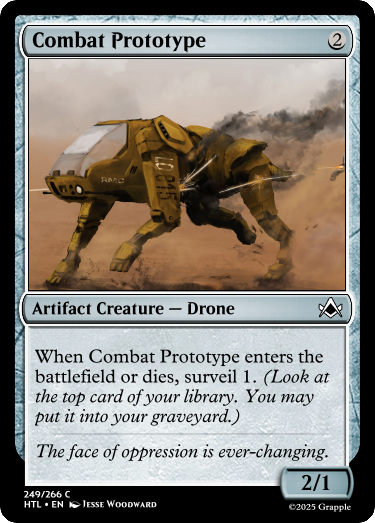 Combat Prototype 2
Artifact Creature — Drone
When Combat Prototype enters the
battlefield or dies, surveil 1. (Look at
the top card of your library. You may
put it into your graveyard.)
The face of oppression is ever-changing.
2/1
249/266 C
HTL • EN Jesse Woodward
©2025 Grapple